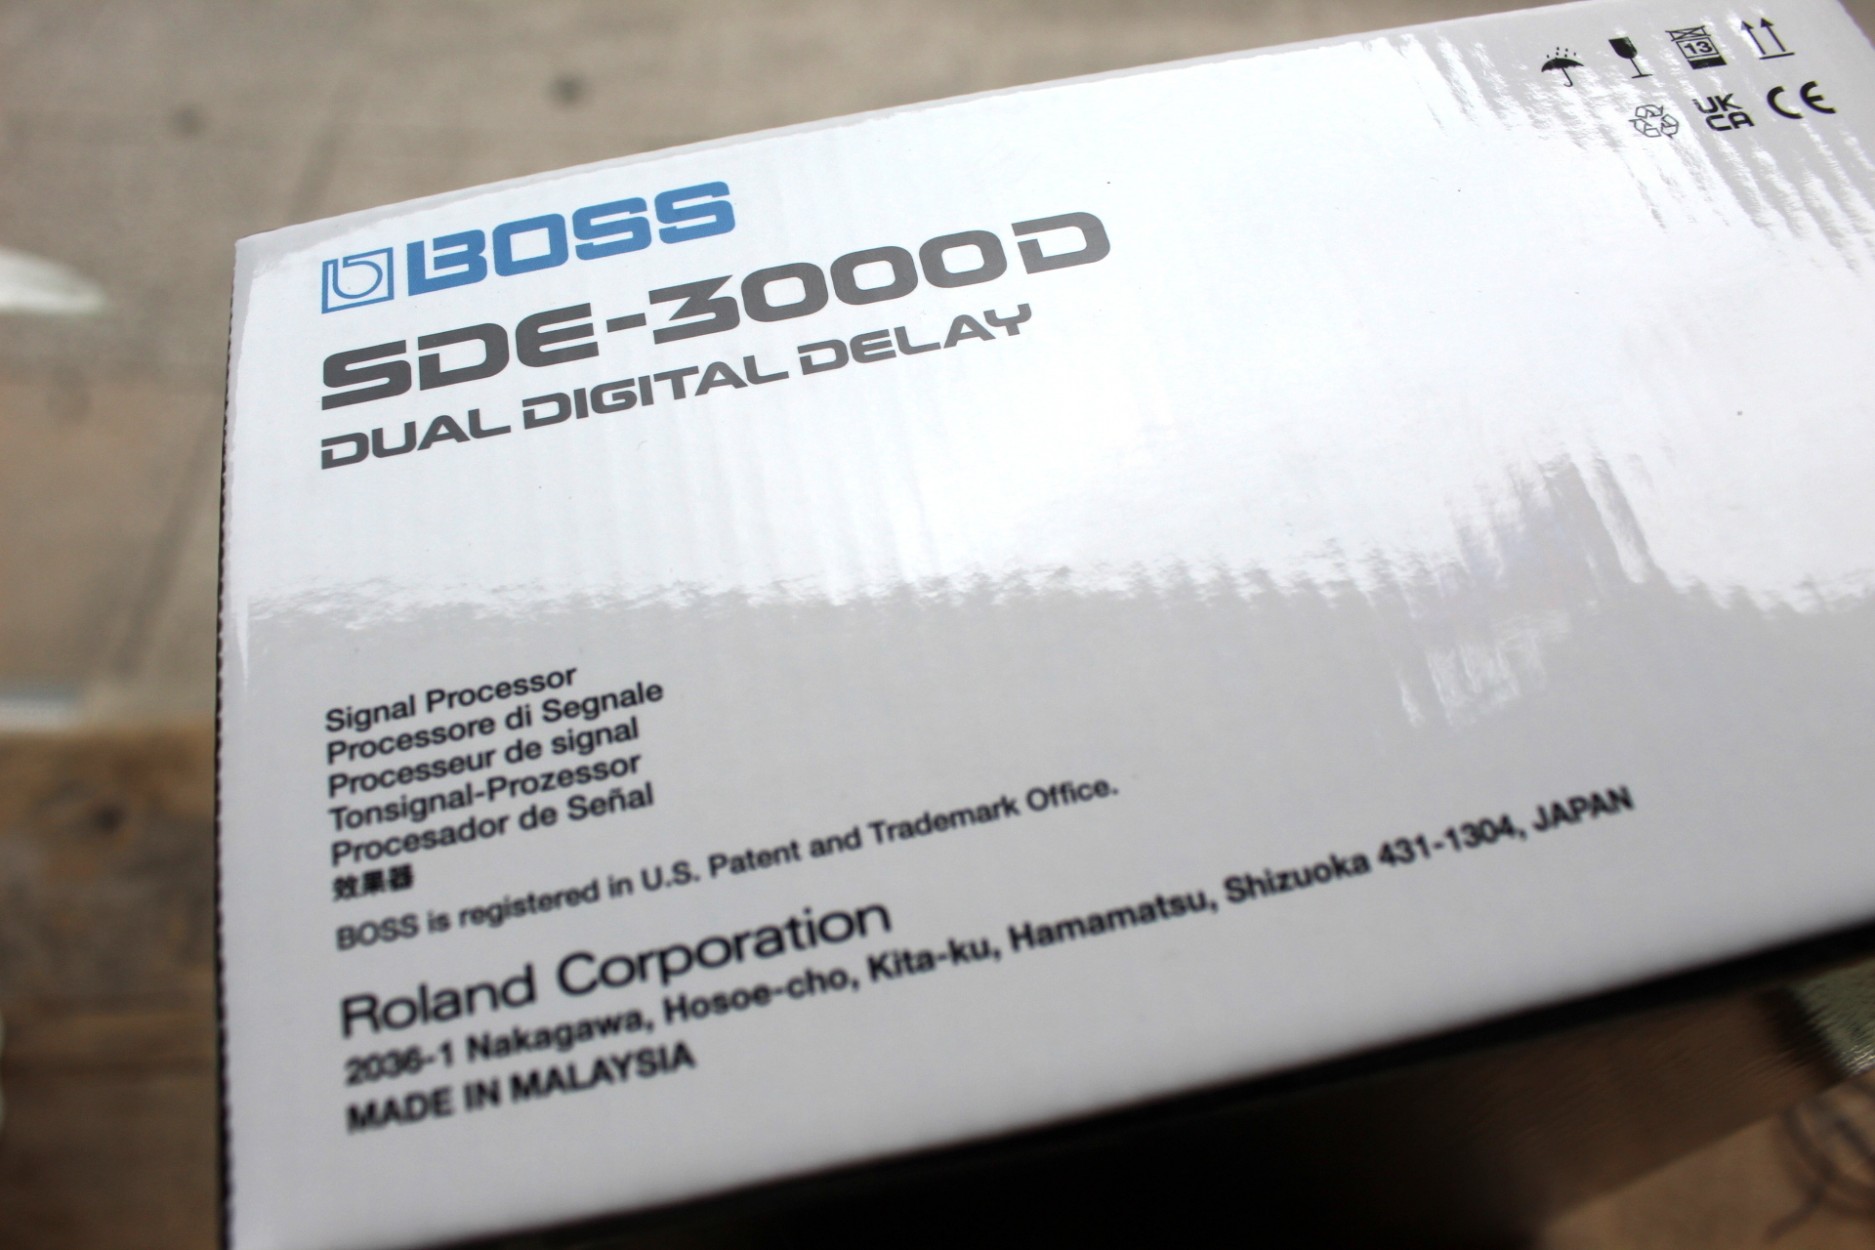 BOSS
SDE-3000D
DUAL DIGITAL DELAY
13
UK
CA
CE
Signal Processor
Processore di Segnale
Processeur de signal
Tonsignal-Prozessor
Procesador de Señal
效果器
BOSS is registered in U.S. Patent and Trademark Office.
Roland Corporation
2036-1 Nakagawa, Hosoe-cho, Kita-ku, Hamamatsu, Shizuoka 431-1304, JAPAN
MADE IN MALAYSIA